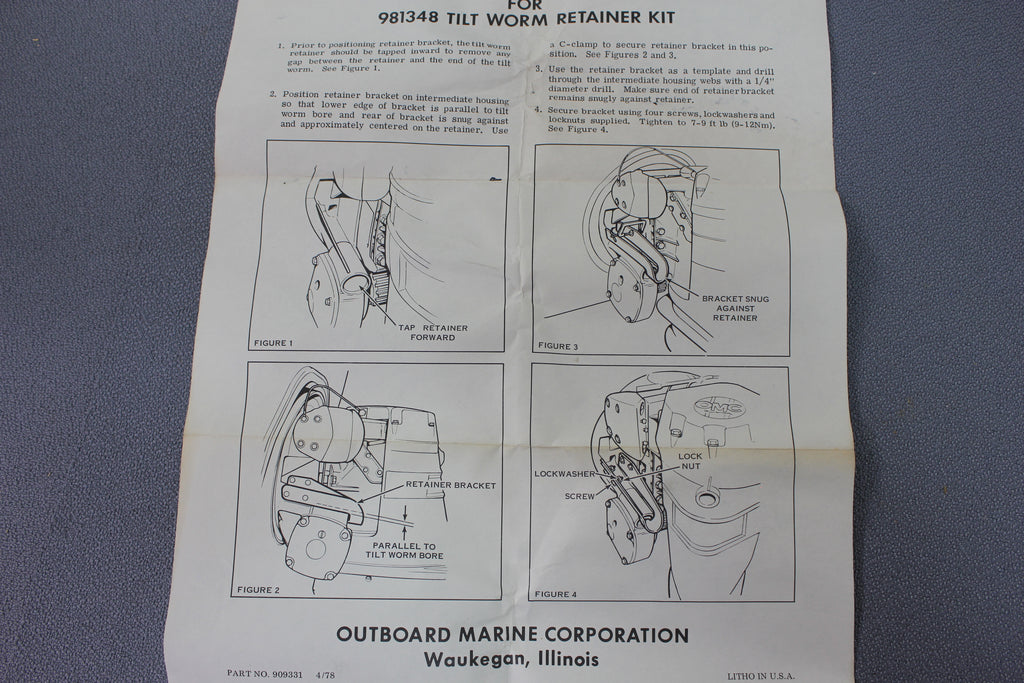 FOR
981348 TILT WORM RETAINER KIT
1. Prior to positioning retainer bracket, the tilt worm
retainer should be tapped inward to remove any
gap between the retainer and the end of the tilt
worm. See Figure 1.
2. Position retainer bracket on intermediate housing
so that lower edge of bracket is parallel to tilt
worm bore and rear of bracket is snug against
and approximately centered on the retainer. Use
a C-clamp to secure retainer bracket in this po-
sition. See Figures 2 and 3.
3. Use the retainer bracket as a template and drill
through the intermediate housing webs with a 1/4"
diameter drill. Make sure end of retainer bracket
remains snugly against retainer.
4. Secure bracket using four screws, lockwashers and
locknuts supplied. Tighten to 7-9 ft lb (9-12Nm).
See Figure 4.
TAP RETAINER
FORWARD
FIGURE 1
BRACKET SNUG
AGAINST
RETAINER
FIGURE 3
RETAINER BRACKET
PARALLEL TO
TILT WORM BORE
FIGURE 2
OMC
LOCK
NUT
LOCKWASHER
SCREW
FIGURE 4
OUTBOARD MARINE CORPORATION
Waukegan, Illinois
PART NO. 909331 4/78
LITHO IN U.S.A.